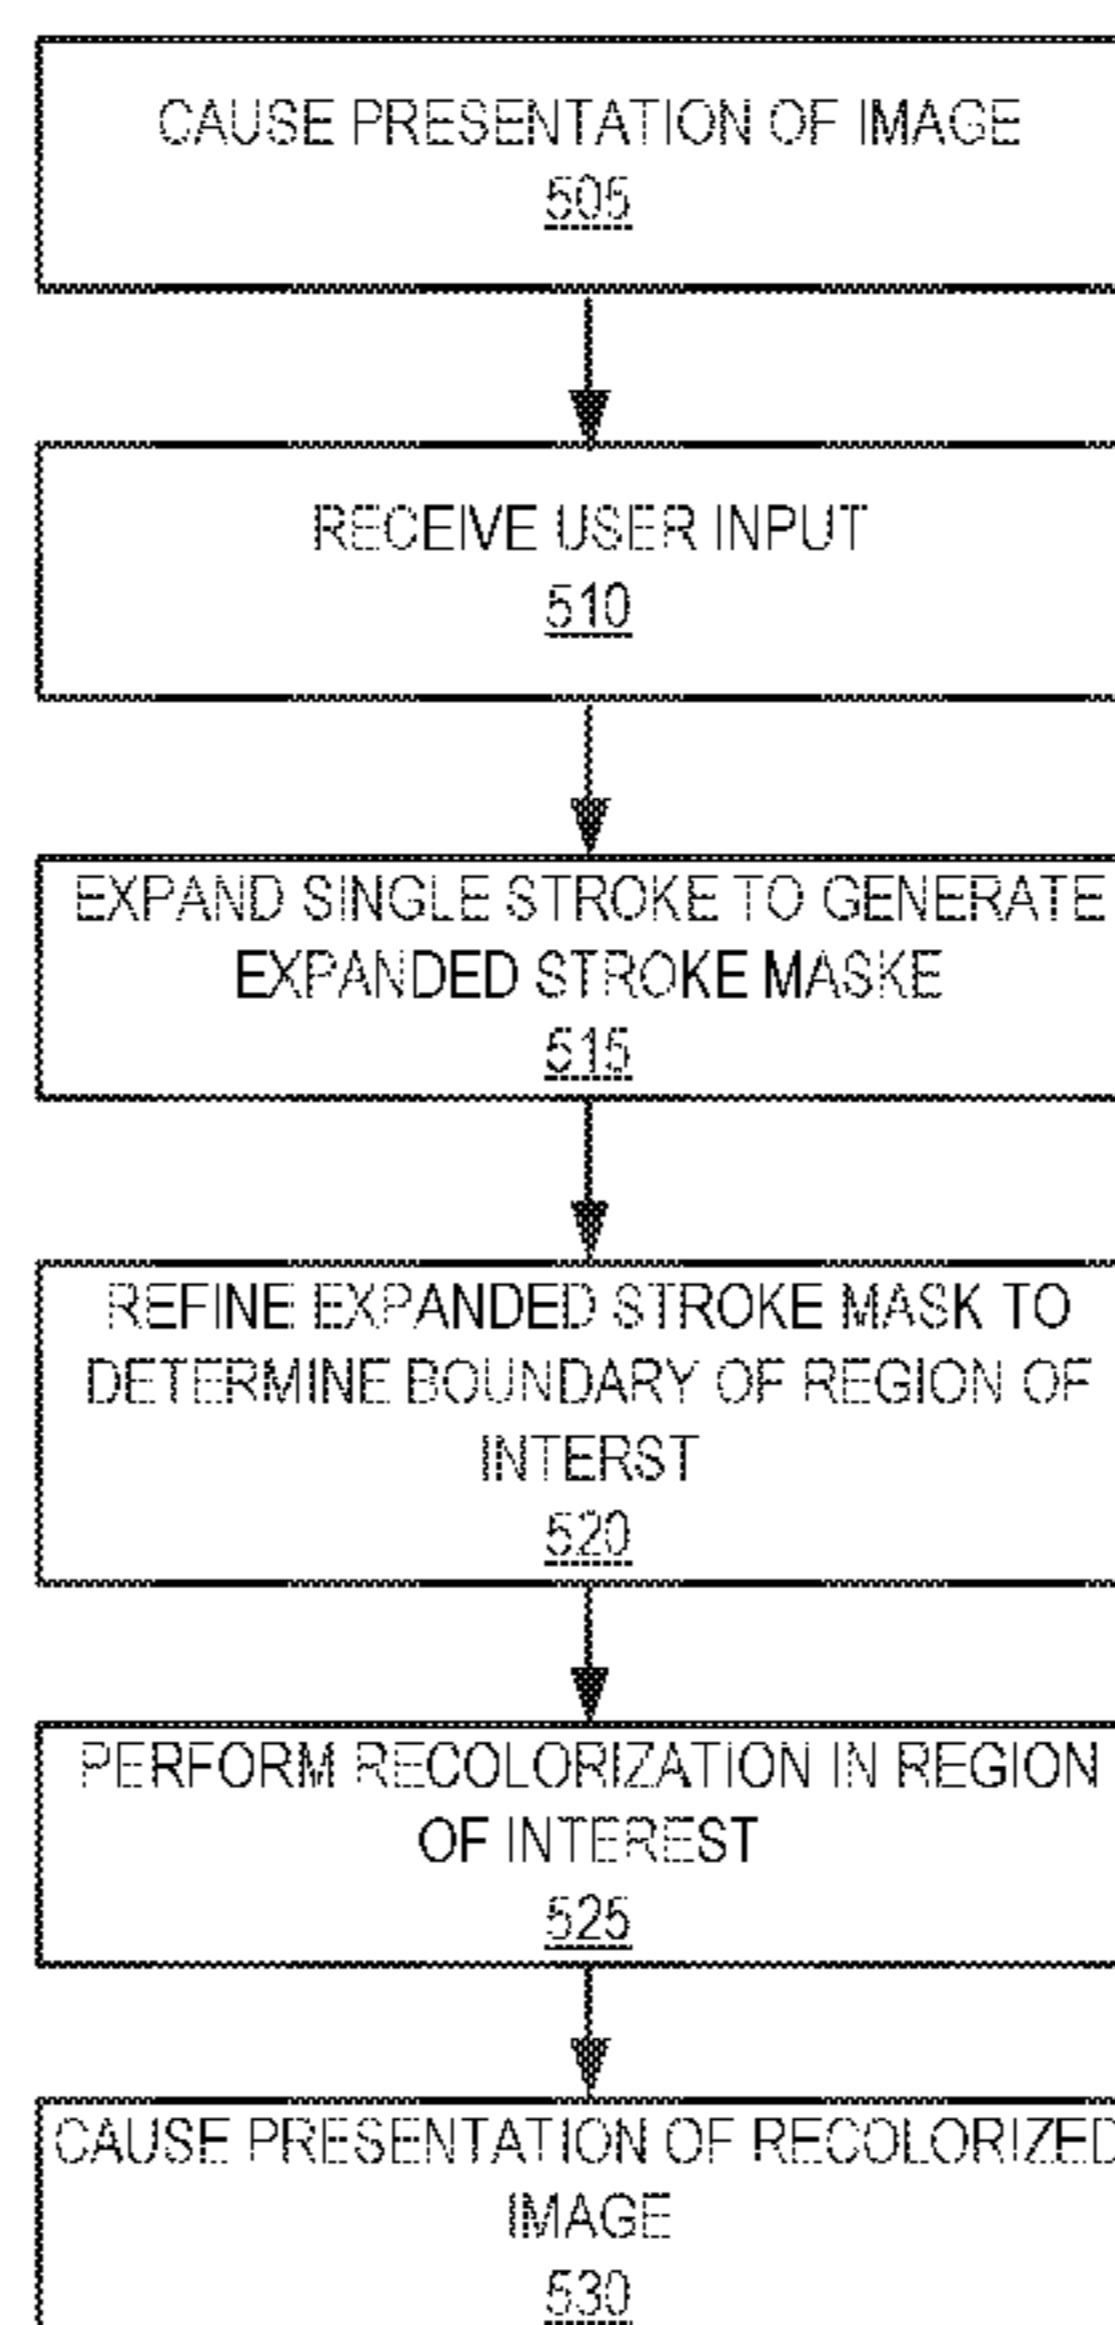 CAUSE PRESENTATION OF IMAGE
505
RECEIVE USER INPUT
510
EXPAND SINGLE STROKE TO GENERATE
EXPANDED STROKE MASKE
515
REFINE EXPANDED STROKE MASK TO
DETERMINE BOUNDARY OF REGION OF
INTERST
520
PERFORM RECOLORIZATION IN REGION
OF INTEREST
525
CAUSE PRESENTATION OF RECOLORIZED
IMAGE
530